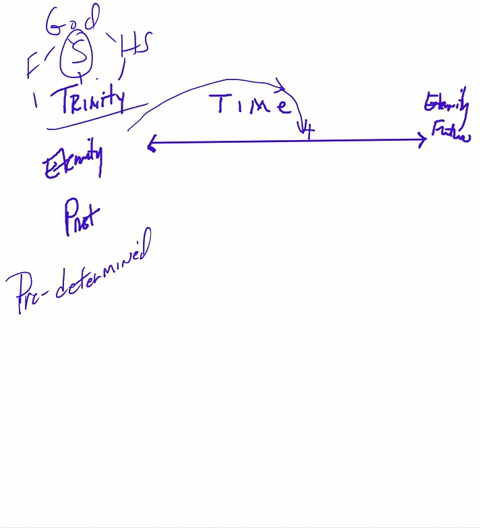 God
F S HS
TRINITY
TIME
Eternity
Past
Eternity
Future
Pre-determined